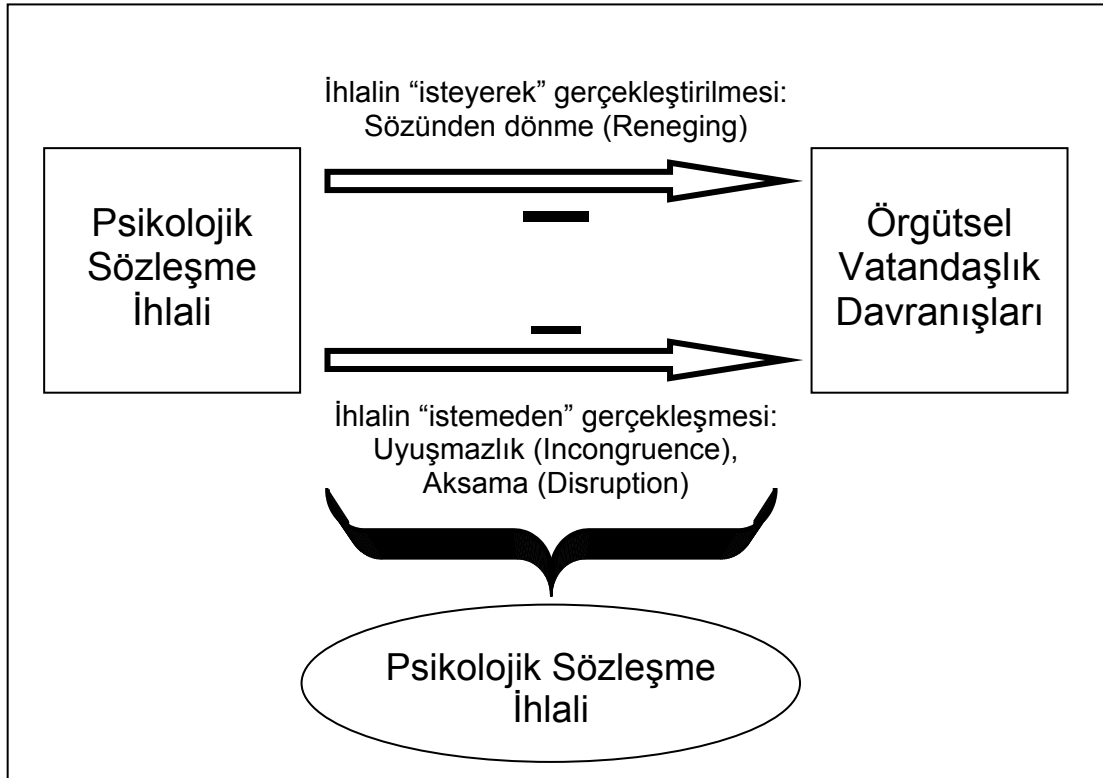 İhlalin “isteyerek” gerçekleştirilmesi:
Sözünden dönme (Reneging)
Psikolojik
Sözleşme
İhlali
Örgütsel
Vatandaşlık
Davranışları
İhlalin “istemeden” gerçekleşmesi:
Uyuşmazlık (Incongruence),
Aksama (Disruption)
Psikolojik Sözleşme
İhlali